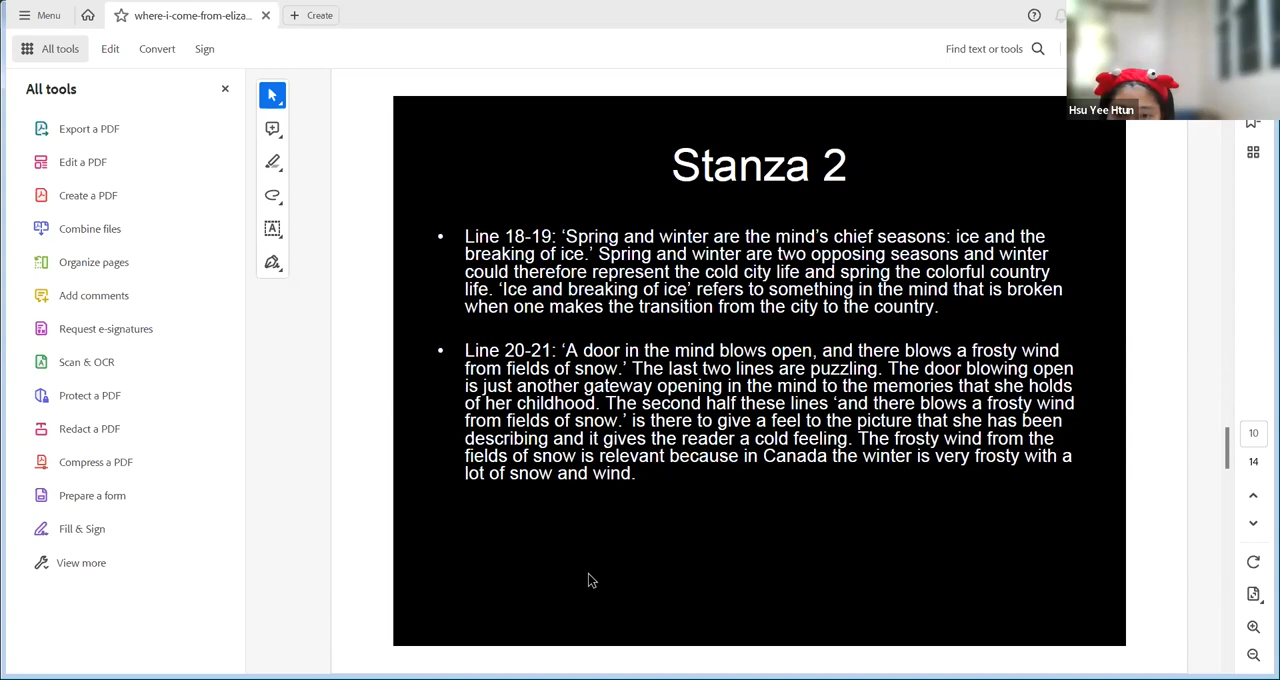 Menu
where-i-come-from-eliza...
Create
All tools
Edit
Convert
Sign
Find text or tools
All tools
Export a PDF
Edit a PDF
Create a PDF
Combine files
Organize pages
Add comments
Request e-signatures
Scan & OCR
Protect a PDF
Redact a PDF
Compress a PDF
Prepare a form
Fill & Sign
View more
Stanza 2
• Line 18-19: ‘Spring and winter are the mind’s chief seasons: ice and the
breaking of ice.’ Spring and winter are two opposing seasons and winter
could therefore represent the cold city life and spring the colorful country
life. ‘Ice and breaking of ice’ refers to something in the mind that is broken
when one makes the transition from the city to the country.
• Line 20-21: ‘A door in the mind blows open, and there blows a frosty wind
from fields of snow.’ The last two lines are puzzling. The door blowing open
is just another gateway opening in the mind to the memories that she holds
of her childhood. The second half these lines ‘and there blows a frosty wind
from fields of snow.’ is there to give a feel to the picture that she has been
describing and it gives the reader a cold feeling. The frosty wind from the
fields of snow is relevant because in Canada the winter is very frosty with a
lot of snow and wind.
Hsu Yee Htun
10
14